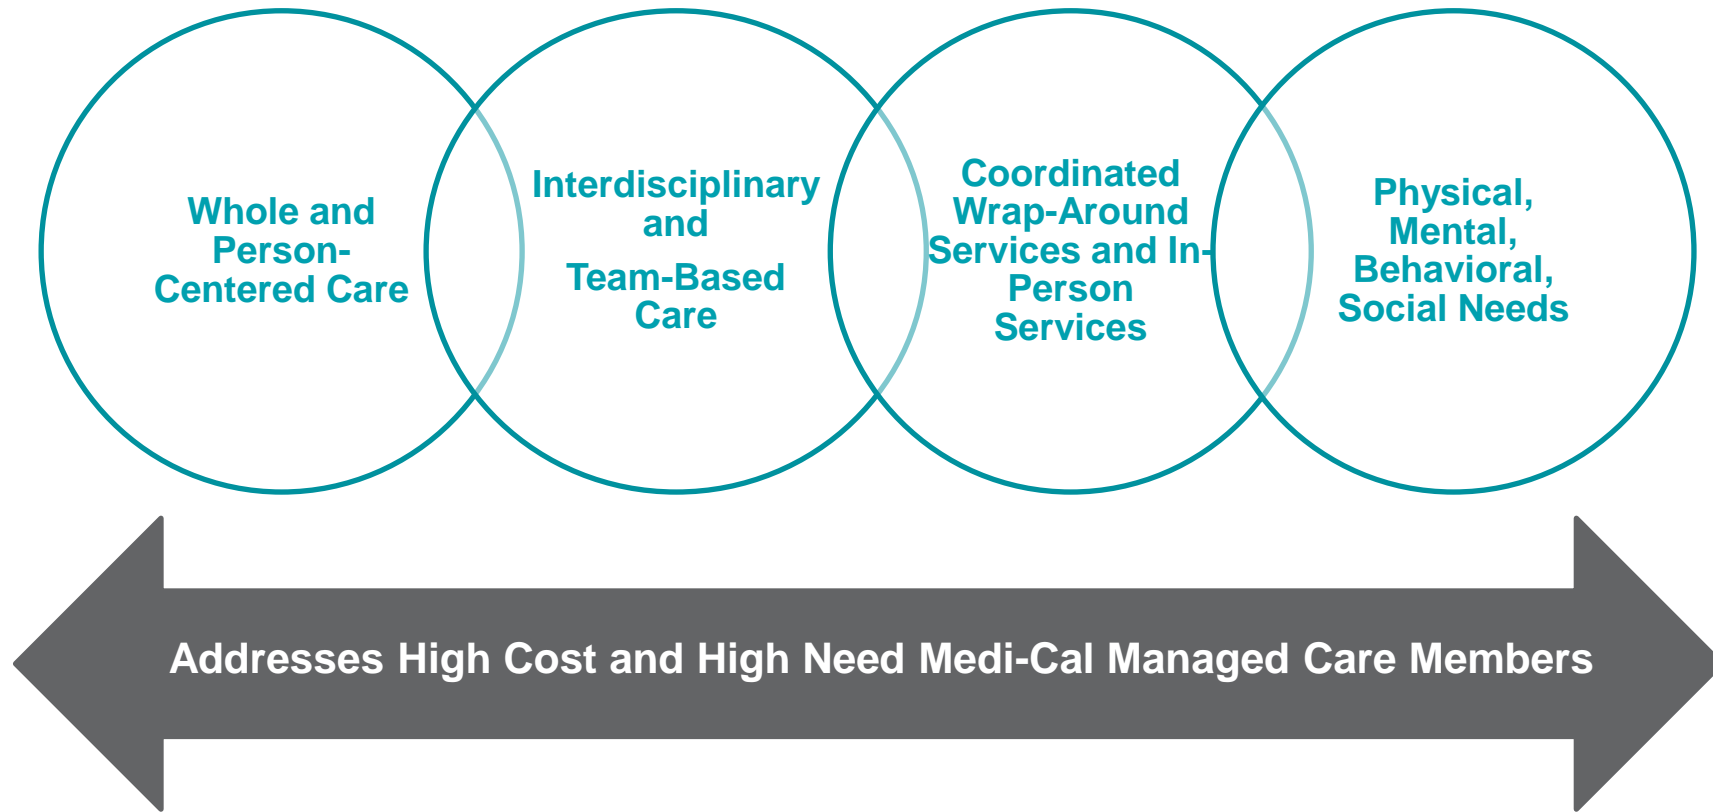 Whole and
Person-
Centered Care
Interdisciplinary
and
Team-Based
Care
Coordinated
Wrap-Around
Services and In-
Person
Services
Physical,
Mental,
Behavioral,
Social Needs
Addresses High Cost and High Need Medi-Cal Managed Care Members